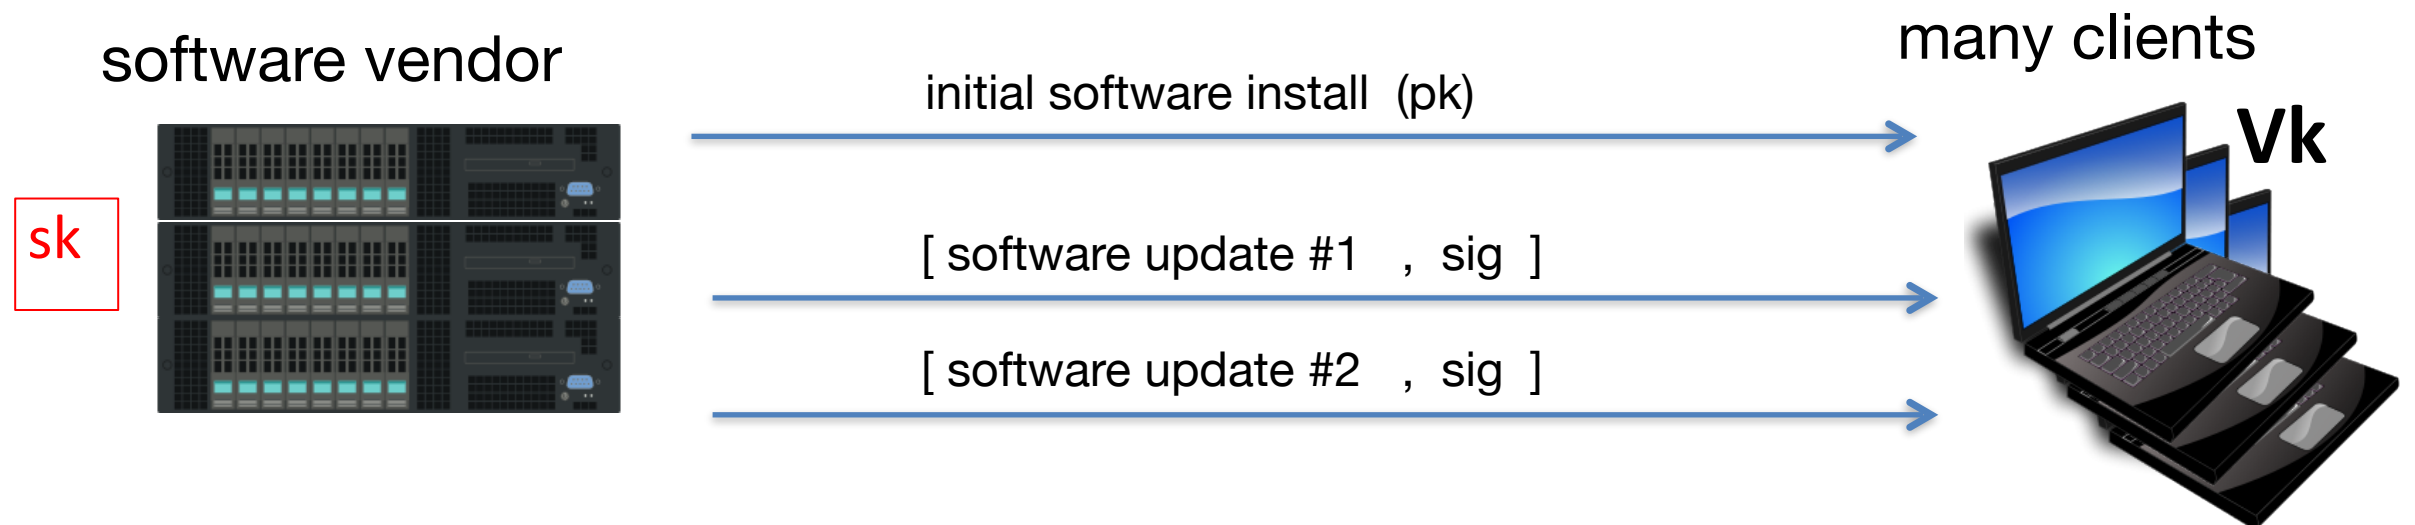 software vendor
many clients
initial software install (pk)
Vk
sk
[ software update #1 , sig ]
[ software update #2 , sig ]